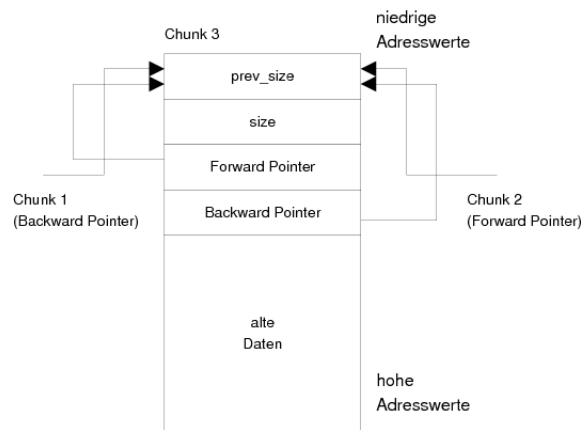 Chunk 3
niedrige
Adresswerte
prev_size
size
Forward Pointer
Chunk 1
(Backward Pointer)
Backward Pointer
Chunk 2
(Forward Pointer)
alte
Daten
hohe
Adresswerte